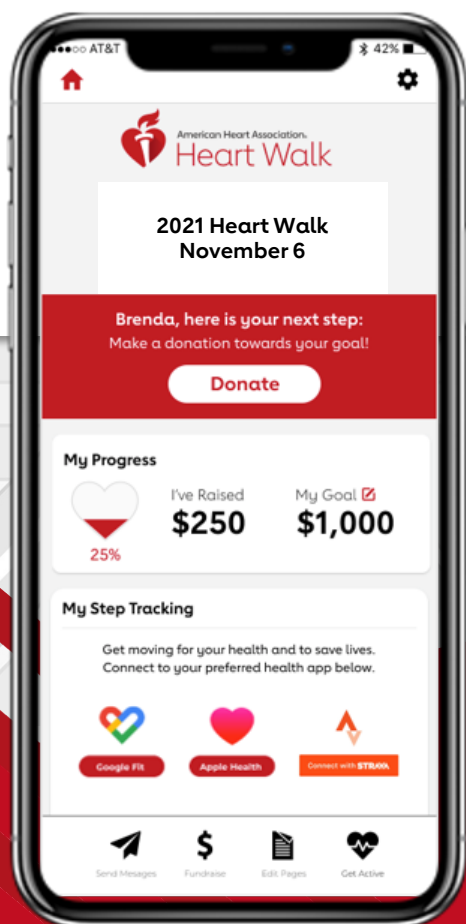 AT&T 42%
American Heart Association.
Heart Walk
2021 Heart Walk
November 6
Brenda, here is your next step:
Make a donation towards your goal!
Donate
My Progress
I've Raised My Goal
$250 $1,000
25%
My Step Tracking
Get moving for your health and to save lives.
Connect to your preferred health app below.
Google Fit Apple Health Connect with STRAVA
Send Mesages Fundraise Edit Pages Get Active